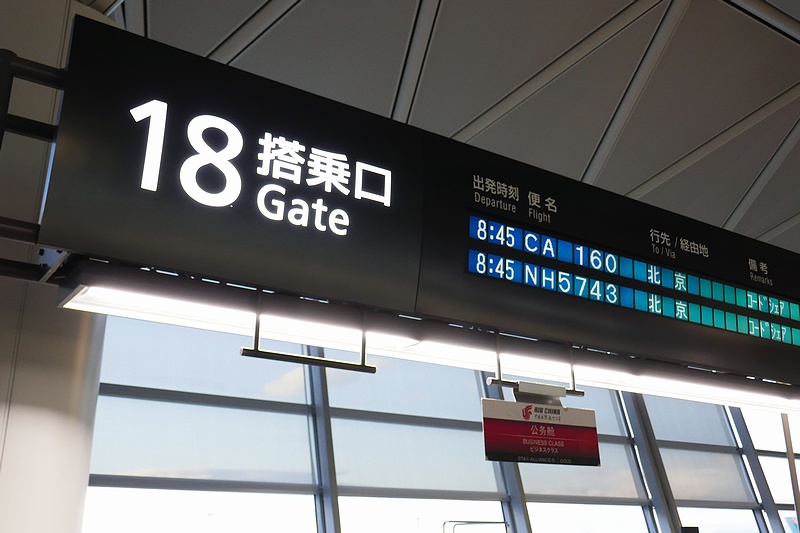 18 搭乗口
Gate
出発時刻 便名 行先 / 経由地 備考
Departure Flight To / Via Remarks
8:45 CA 160 北京 コードシェア
8:45 NH5743 北京 コードシェア
AIR CHINA
公务舱
BUSINESS CLASS
ビジネスクラス
STAR ALLIANCE GOLD